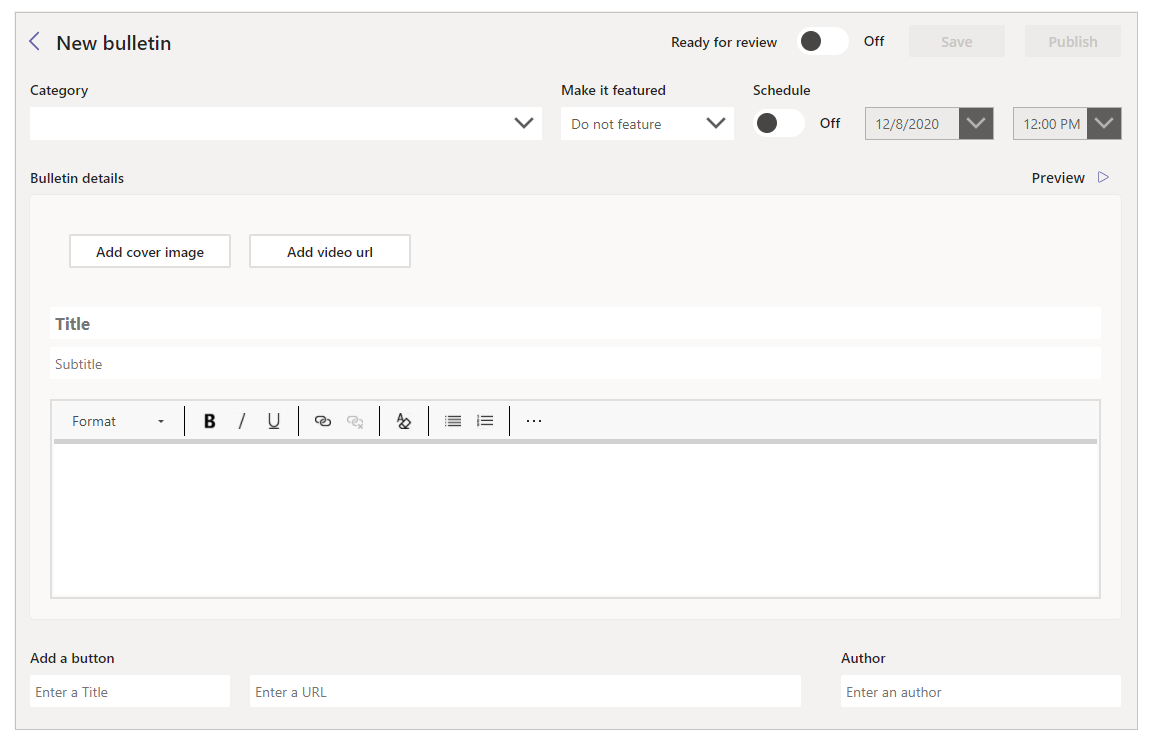 New bulletin
Ready for review Off Save Publish
Category Make it featured Schedule
Do not feature Off 12/8/2020 12:00 PM
Bulletin details Preview
Add cover image Add video url
Title
Subtitle
Format B / U ...
Add a button Author
Enter a Title Enter a URL Enter an author